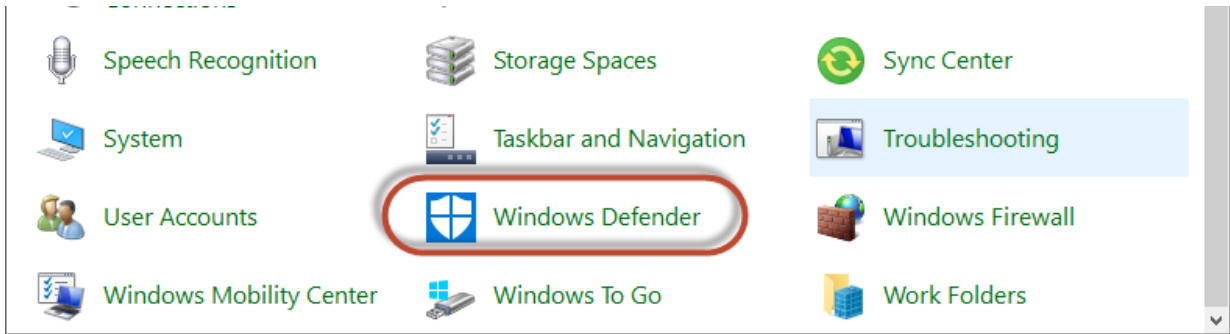 Speech Recognition
Storage Spaces
Sync Center
System
Taskbar and Navigation
Troubleshooting
User Accounts
Windows Defender
Windows Firewall
Windows Mobility Center
Windows To Go
Work Folders